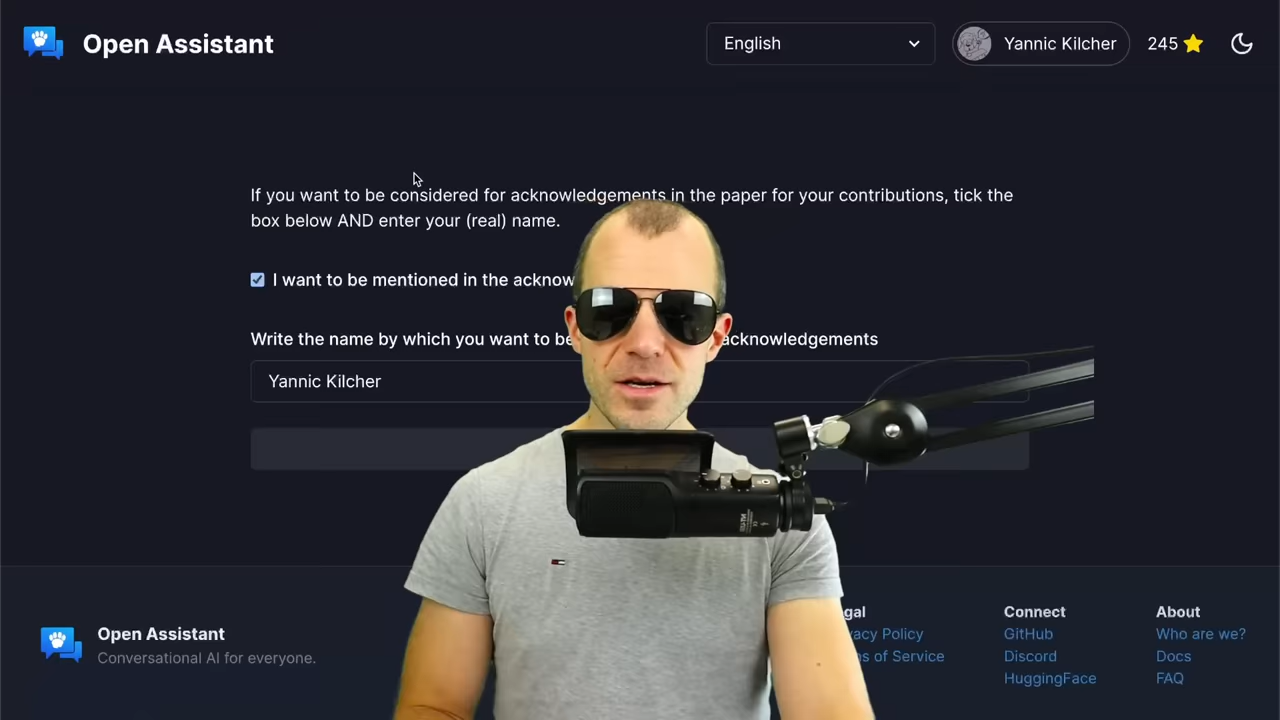 Open Assistant
English
Yannic Kilcher
245
If you want to be considered for acknowledgements in the paper for your contributions, tick the
box below AND enter your (real) name.
I want to be mentioned in the acknow
Write the name by which you want to be acknowledgements
Yannic Kilcher
Open Assistant
Conversational AI for everyone.
gal
vacy Policy
s of Service
Connect
GitHub
Discord
HuggingFace
About
Who are we?
Docs
FAQ